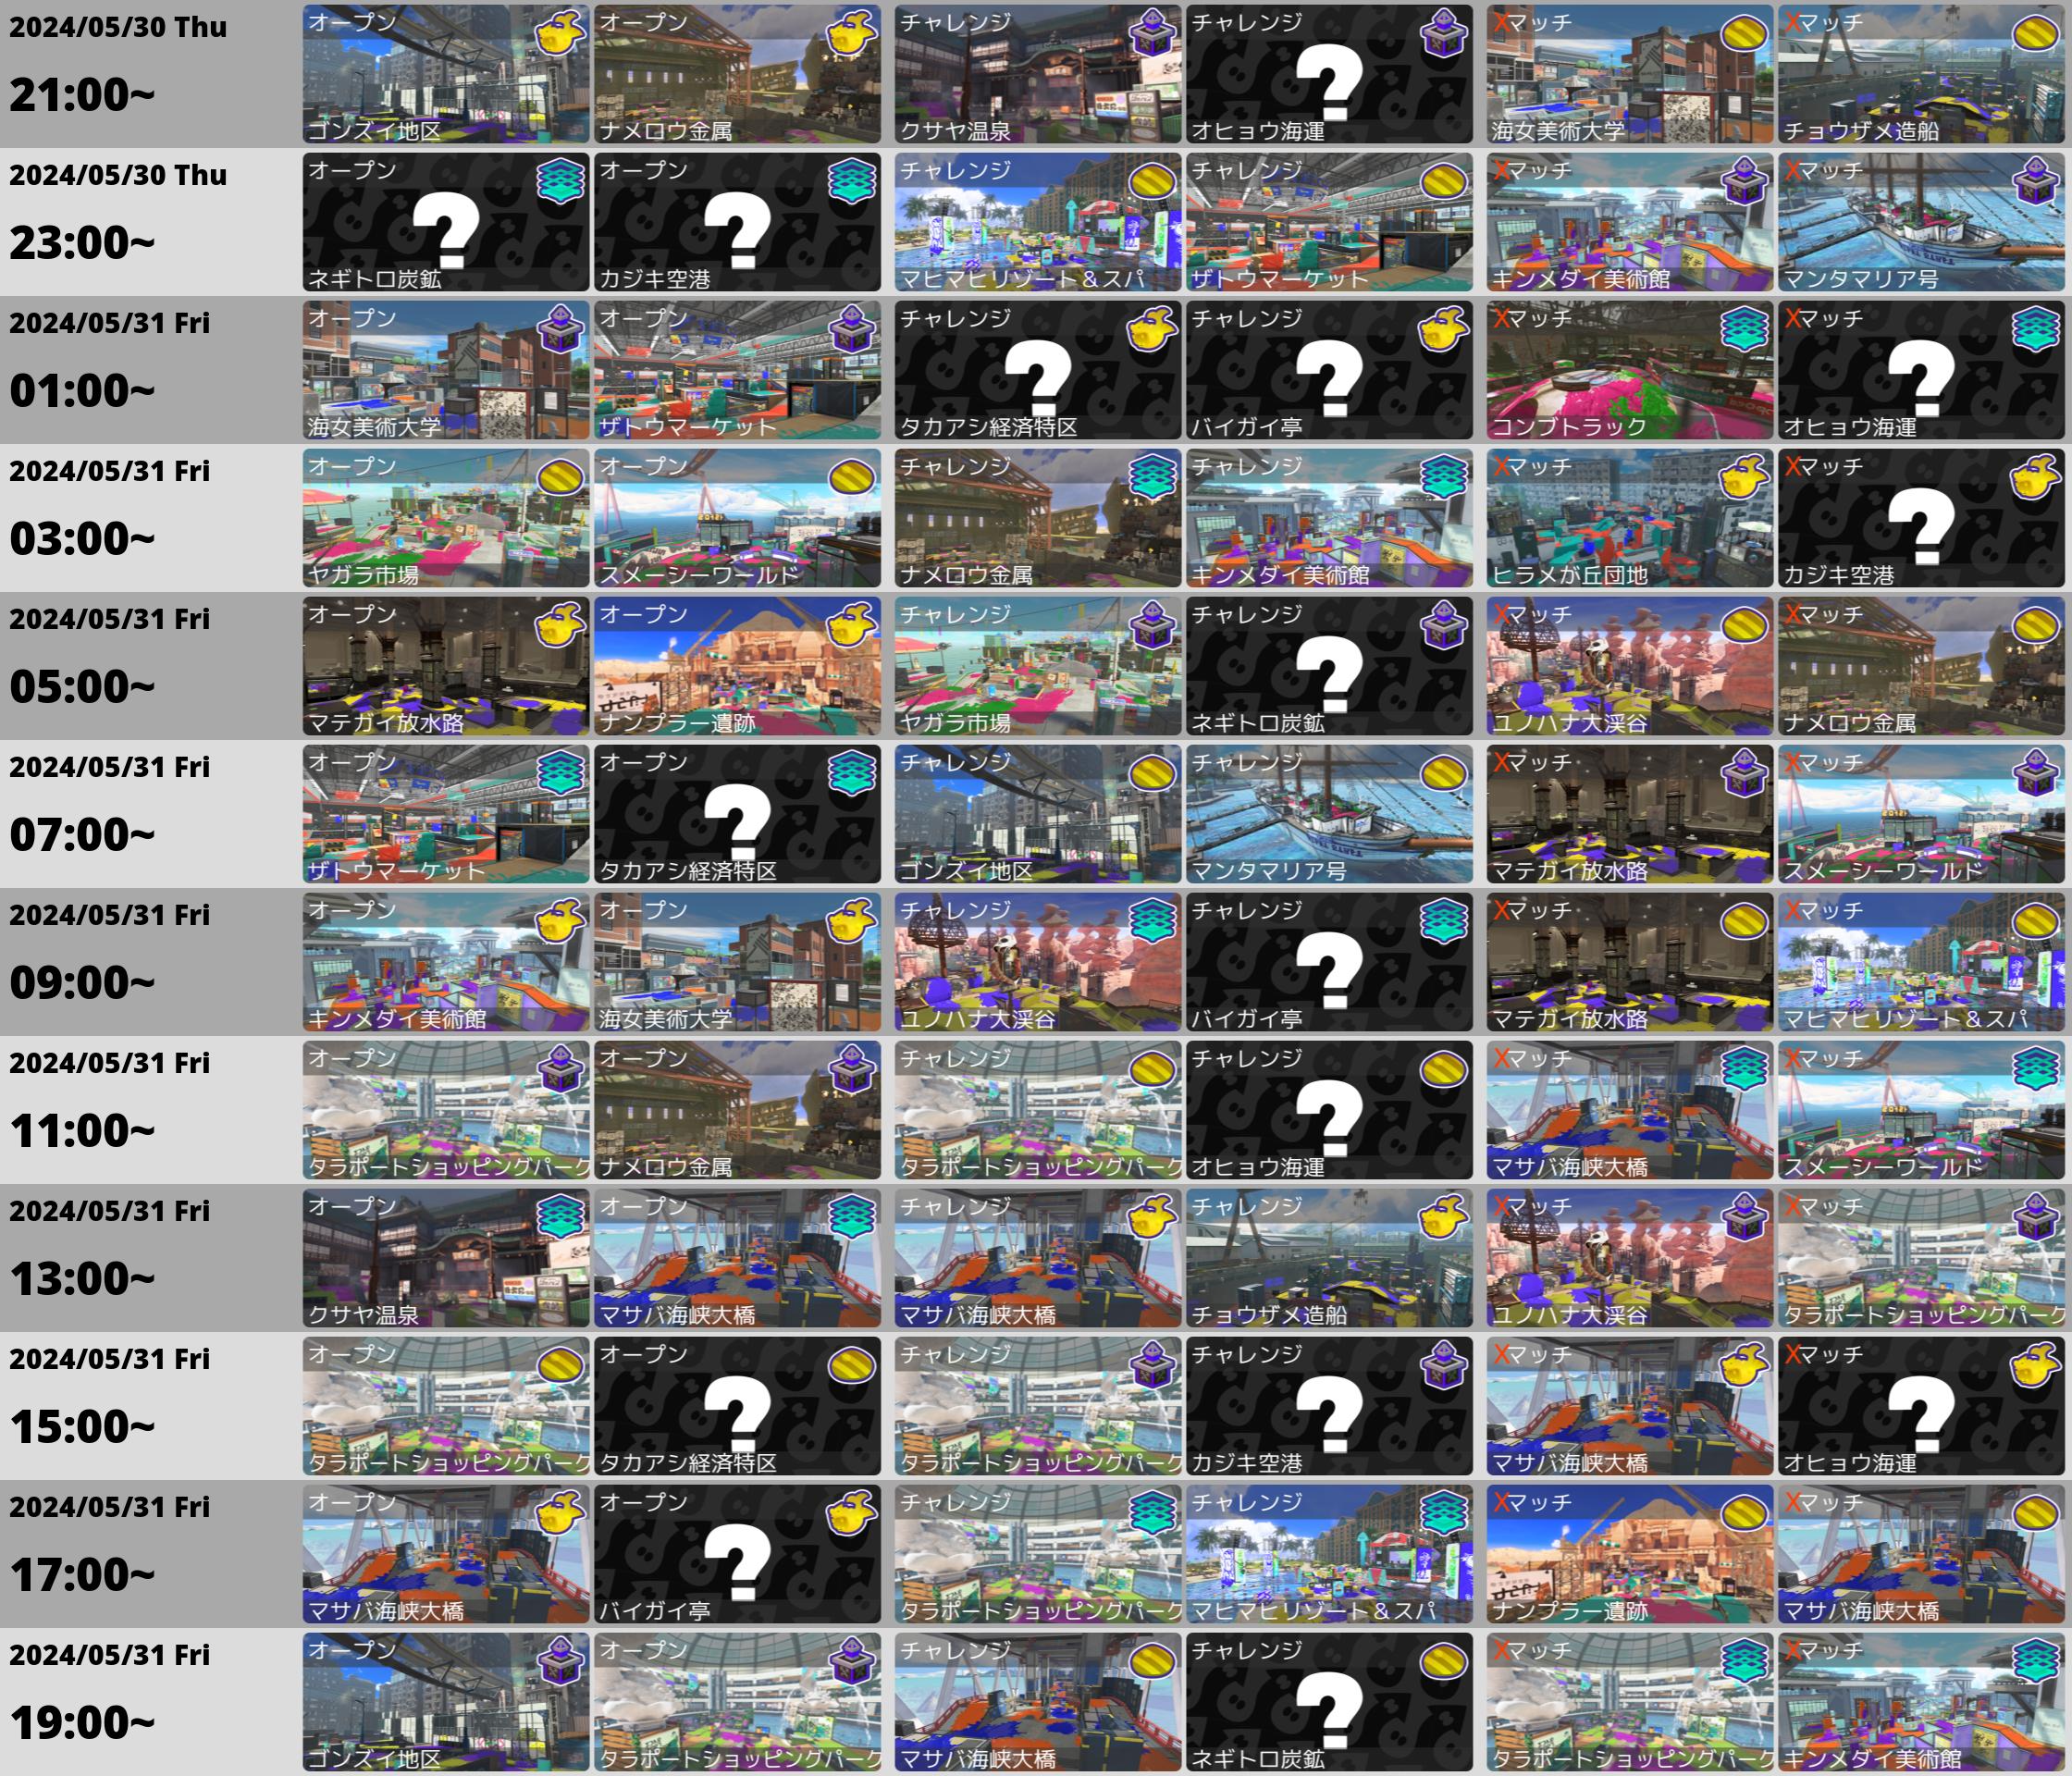 2024/05/30 Thu
21:00~
オープン
ゴンズイ地区
オープン
ナメロウ金属
チャレンジ
クサヤ温泉
チャレンジ
?
オヒョウ海運
Xマッチ
海女美術大学
Xマッチ
チョウザメ造船
2024/05/30 Thu
23:00~
オープン
?
ネギトロ炭鉱
オープン
?
カジキ空港
チャレンジ
マヒマヒリゾート&スパ
チャレンジ
ザトウマーケット
Xマッチ
キンメダイ美術館
Xマッチ
マンタマリア号
2024/05/31 Fri
01:00~
オープン
海女美術大学
オープン
ザトウマーケット
チャレンジ
?
タカアシ経済特区
チャレンジ
?
バイガイ亭
Xマッチ
コンブトラック
Xマッチ
?
オヒョウ海運
2024/05/31 Fri
03:00~
オープン
ヤガラ市場
オープン
スメーシーワールド
チャレンジ
ナメロウ金属
チャレンジ
キンメダイ美術館
Xマッチ
ヒラメが丘団地
Xマッチ
?
カジキ空港
2024/05/31 Fri
05:00~
オープン
マテガイ放水路
オープン
ナンプラー遺跡
チャレンジ
ヤガラ市場
チャレンジ
?
ネギトロ炭鉱
Xマッチ
ユノハナ大渓谷
Xマッチ
ナメロウ金属
2024/05/31 Fri
07:00~
オープン
ザトウマーケット
オープン
?
タカアシ経済特区
チャレンジ
ゴンズイ地区
チャレンジ
マンタマリア号
Xマッチ
マテガイ放水路
Xマッチ
スメーシーワールド
2024/05/31 Fri
09:00~
オープン
キンメダイ美術館
オープン
海女美術大学
チャレンジ
ユノハナ大渓谷
チャレンジ
?
バイガイ亭
Xマッチ
マテガイ放水路
Xマッチ
マヒマヒリゾート&スパ
2024/05/31 Fri
11:00~
オープン
タラポートショッピングパーク
オープン
ナメロウ金属
チャレンジ
タラポートショッピングパーク
チャレンジ
?
オヒョウ海運
Xマッチ
マサバ海峡大橋
Xマッチ
スメーシーワールド
2024/05/31 Fri
13:00~
オープン
クサヤ温泉
オープン
マサバ海峡大橋
チャレンジ
マサバ海峡大橋
チャレンジ
チョウザメ造船
Xマッチ
ユノハナ大渓谷
Xマッチ
タラポートショッピングパーク
2024/05/31 Fri
15:00~
オープン
タラポートショッピングパーク
オープン
?
タカアシ経済特区
チャレンジ
タラポートショッピングパーク
チャレンジ
?
カジキ空港
Xマッチ
マサバ海峡大橋
Xマッチ
?
オヒョウ海運
2024/05/31 Fri
17:00~
オープン
マサバ海峡大橋
オープン
?
バイガイ亭
チャレンジ
タラポートショッピングパーク
チャレンジ
マヒマヒリゾート&スパ
Xマッチ
ナンプラー遺跡
Xマッチ
マサバ海峡大橋
2024/05/31 Fri
19:00~
オープン
ゴンズイ地区
オープン
タラポートショッピングパーク
チャレンジ
マサバ海峡大橋
チャレンジ
?
ネギトロ炭鉱
Xマッチ
タラポートショッピングパーク
Xマッチ
キンメダイ美術館